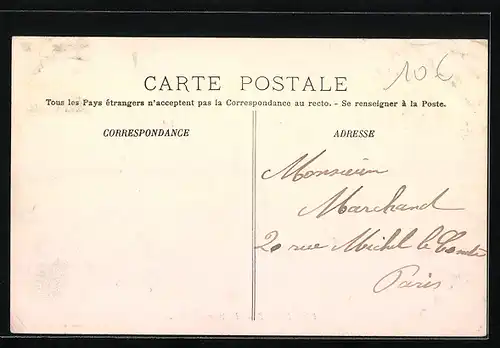 10€
CARTE POSTALE
Tous les Pays étrangers n'acceptent pas la Correspondance au recto. - Se renseigner à la Poste.
CORRESPONDANCE
ADRESSE
Monsieur
Marchand
20 rue Michel le Comte
Paris